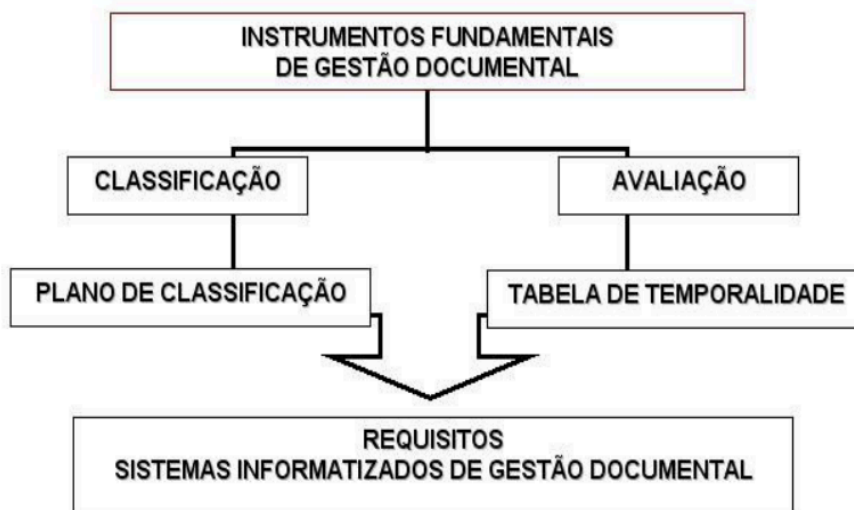 INSTRUMENTOS FUNDAMENTAIS
DE GESTÃO DOCUMENTAL
CLASSIFICAÇÃO
AVALIAÇÃO
PLANO DE CLASSIFICAÇÃO
TABELA DE TEMPORALIDADE
REQUISITOS
SISTEMAS INFORMATIZADOS DE GESTÃO DOCUMENTAL